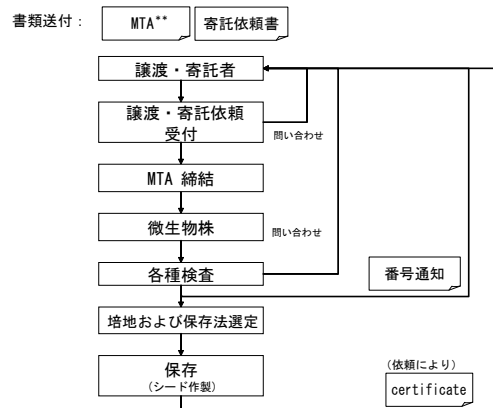 書類送付: MTA** 寄託依頼書
譲渡・寄託者
譲渡・寄託依頼
受付
問い合わせ
MTA 締結
微生物株
問い合わせ
各種検査
番号通知
培地および保存法選定
保存
(シード作製)
(依頼により)
certificate